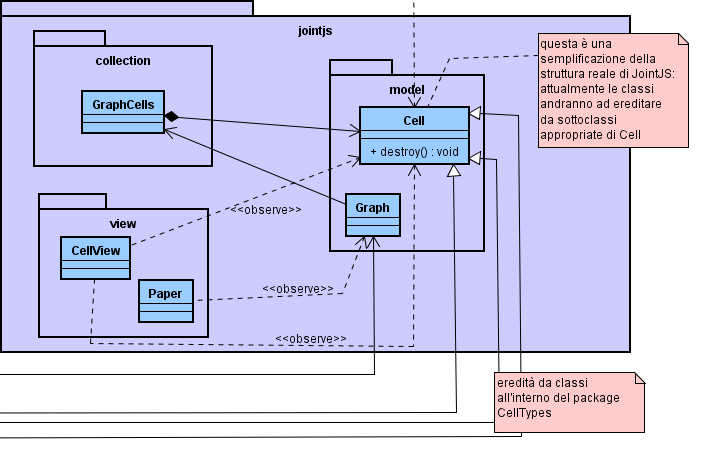 jointjs
collection
GraphCells
model
Cell
+ destroy() : void
questa è una
semplificazione della
struttura reale di JointJS:
attualmente le classi
andranno ad ereditare
da sottoclassi
appropriate di Cell
Graph
<<observe>>
view
CellView
Paper
<<observe>>
<<observe>>
eredità da classi
all'interno del package
CellTypes